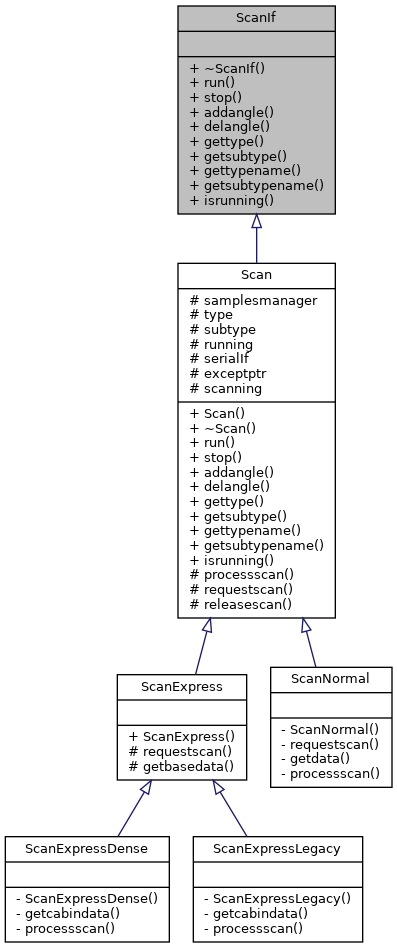 ScanIf
+ ~ScanIf()
+ run()
+ stop()
+ addangle()
+ delangle()
+ gettype()
+ getsubtype()
+ gettypename()
+ getsubtypename()
+ isrunning()
Scan
# samplesmanager
# type
# subtype
# running
# serialIf
# exceptptr
# scanning
+ Scan()
+ ~Scan()
+ run()
+ stop()
+ addangle()
+ delangle()
+ gettype()
+ getsubtype()
+ gettypename()
+ getsubtypename()
+ isrunning()
# processscan()
# requestscan()
# releasescan()
ScanExpress
+ ScanExpress()
# requestscan()
# getbasedata()
ScanNormal
- ScanNormal()
- requestscan()
- getdata()
- processscan()
ScanExpressDense
- ScanExpressDense()
- getcabindata()
- processscan()
ScanExpressLegacy
- ScanExpressLegacy()
- getcabindata()
- processscan()